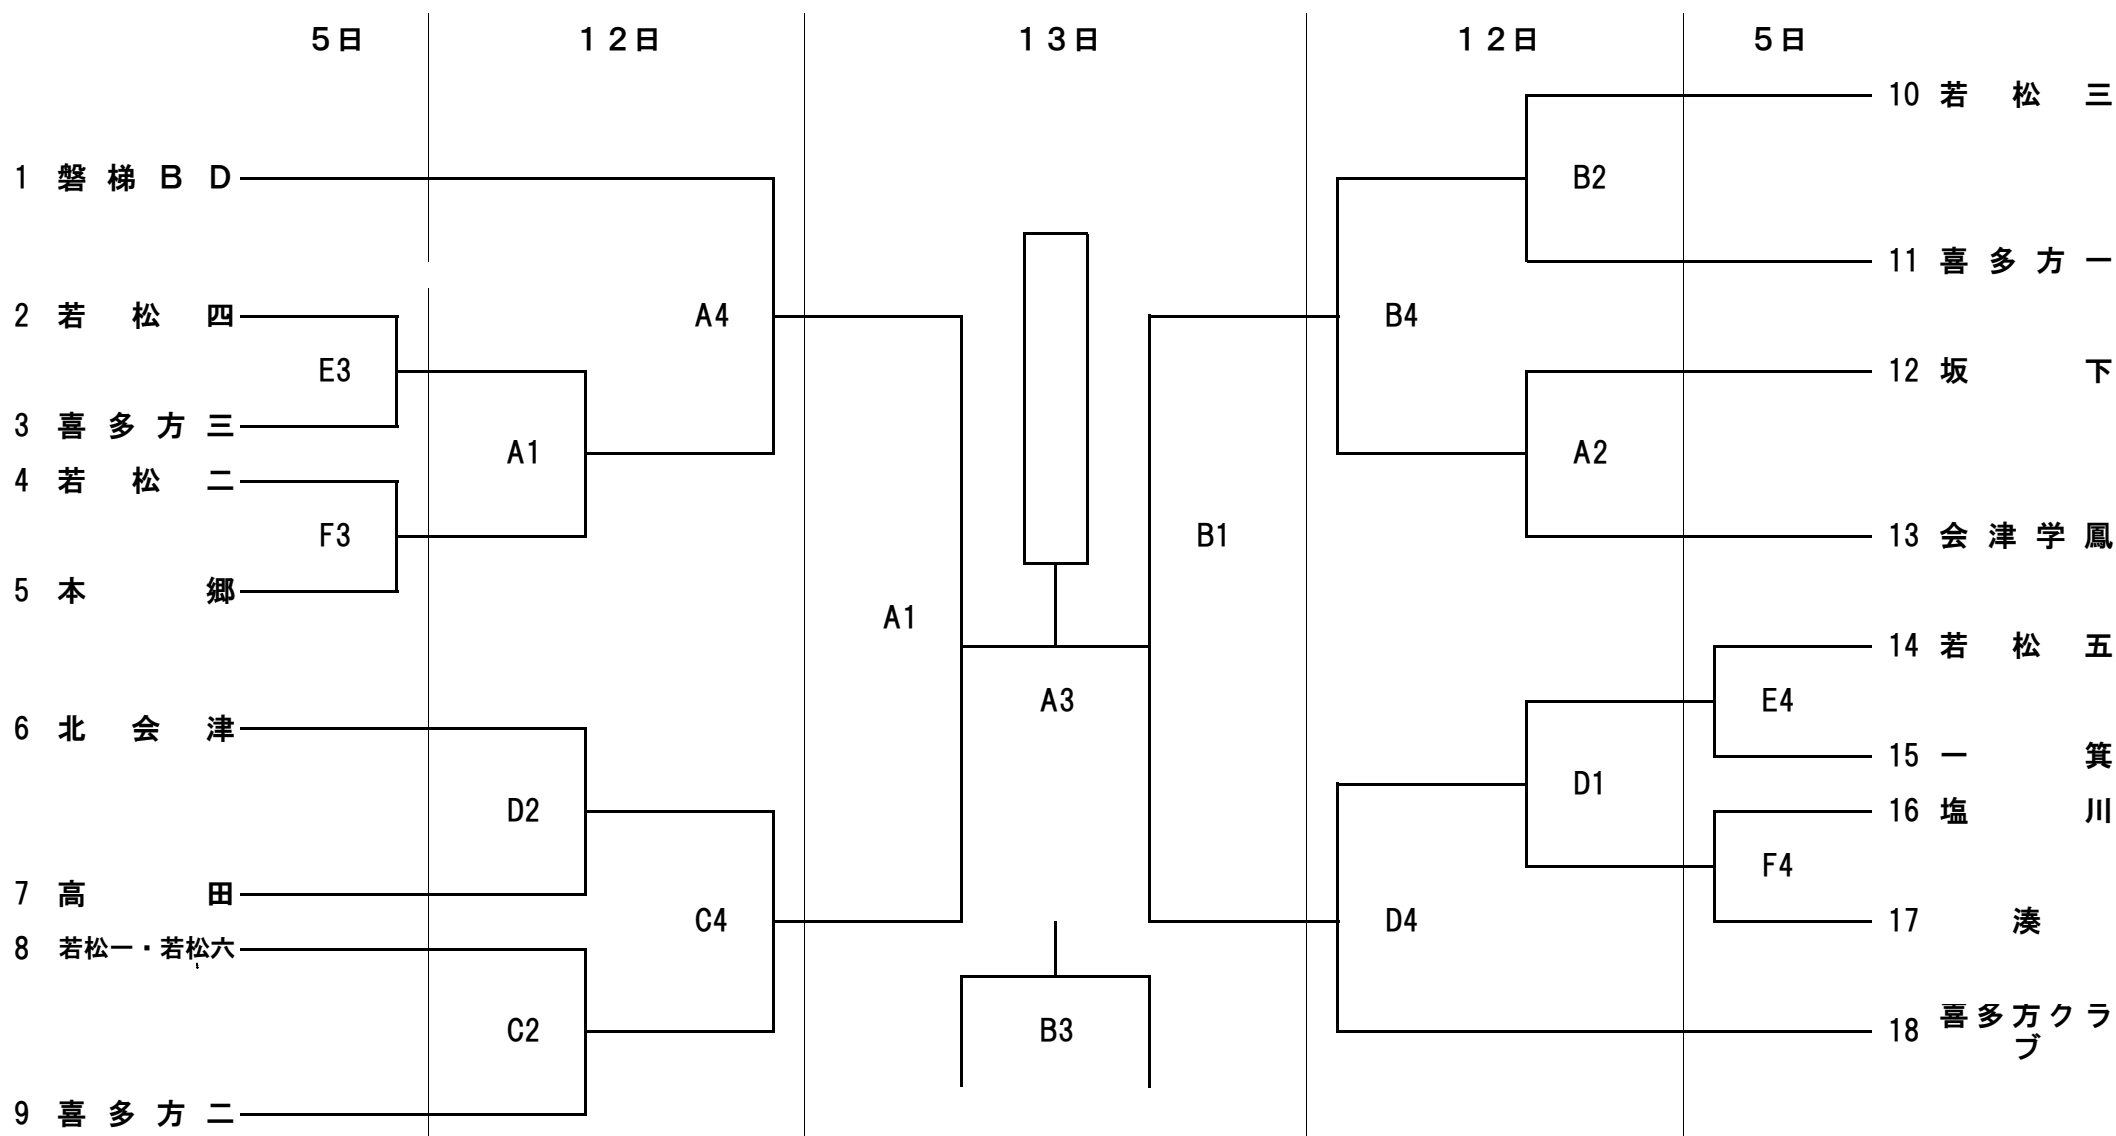 5日 12日 13日 12日 5日
1 磐梯BD
2 若松四
3 喜多方三
4 若松二
5 本郷
6 北会津
7 高田
8 若松一・若松六
9 喜多方二
E3
F3
A1
D2
C2
A4
C4
A1
A3
B3
B1
B4
D4
B2
A2
D1
E4
F4
10 若松三
11 喜多方一
12 坂下
13 会津学鳳
14 若松五
15 一箕
16 塩川
17 湊
18 喜多方クラ
ブ